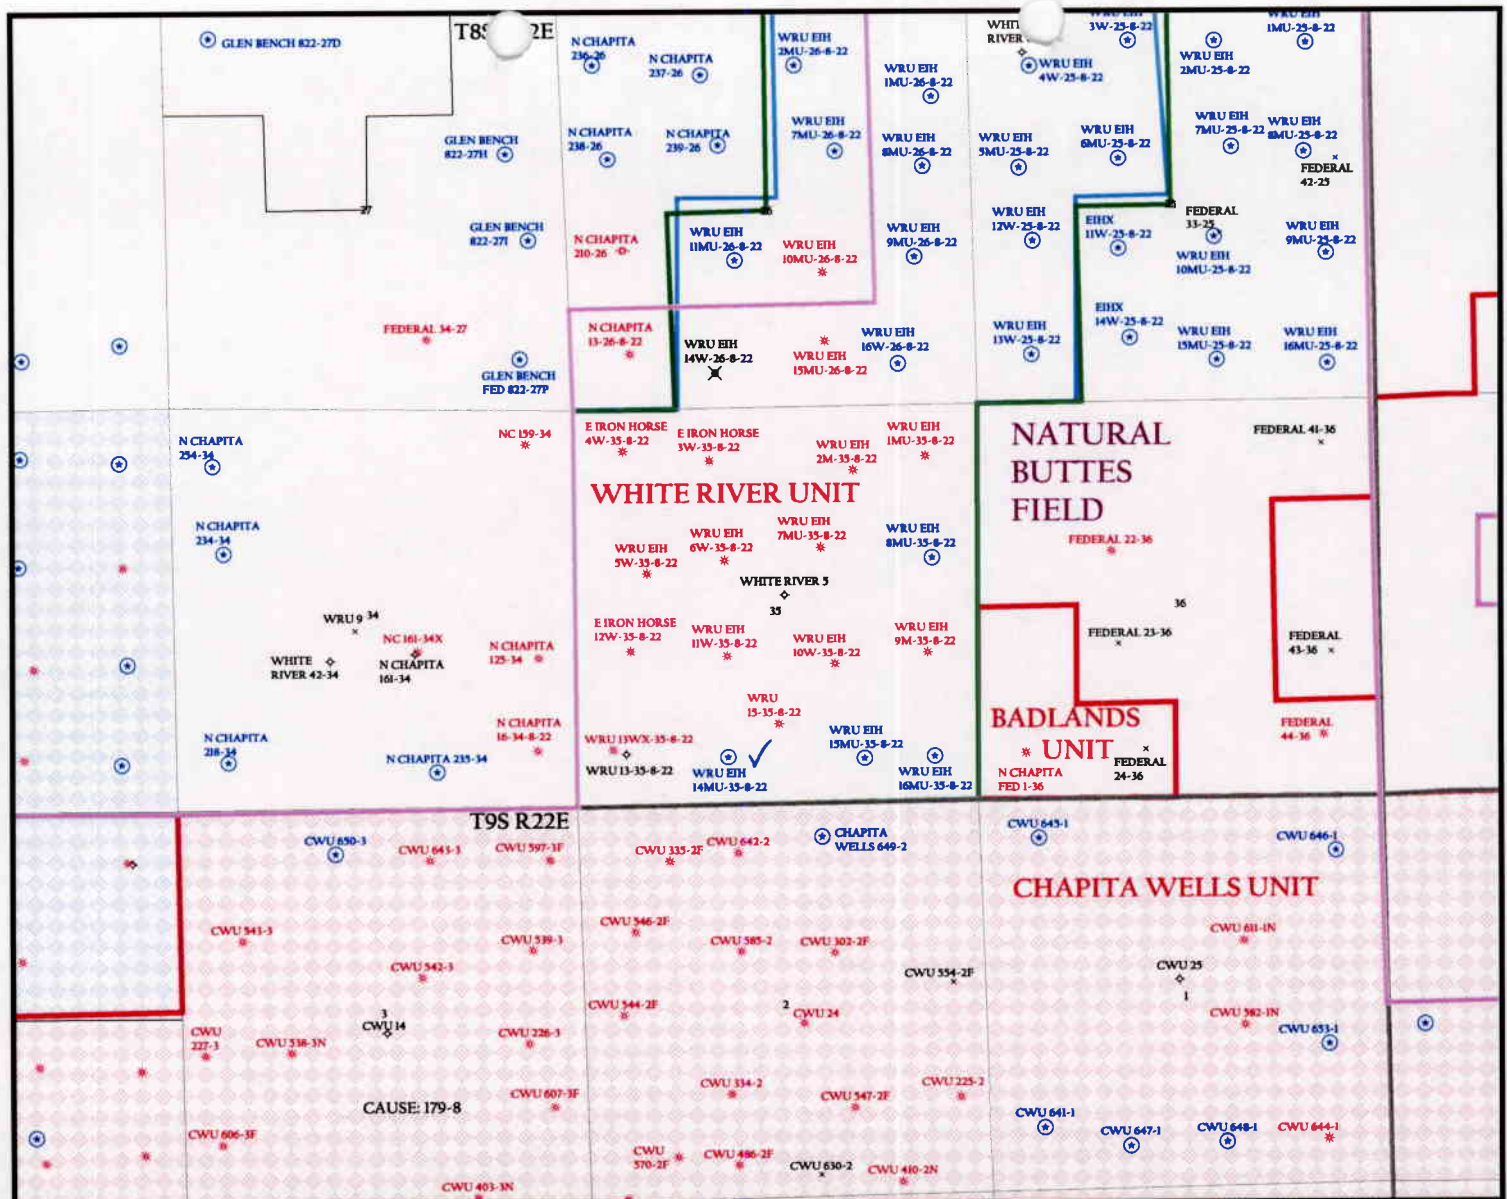 T8S
2E
GLEN BENCH 822-27D
N CHAPITA
236-26
N CHAPITA
237-26
WRU EIH
2MU-26-8-22
WRU EIH
1MU-26-8-22
RIVER
WRU EIH
4W-25-8-22
3W-25-8-22
WRU EIH
2MU-25-8-22
1MU-25-8-22
GLEN BENCH
822-27H
N CHAPITA
238-26
N CHAPITA
239-26
WRU EIH
7MU-26-8-22
WRU EIH
8MU-26-8-22
WRU EIH
5MU-25-8-22
WRU EIH
6MU-25-8-22
WRU EIH
7MU-25-8-22
WRU EIH
8MU-25-8-22
FEDERAL
42-25
27
GLEN BENCH
822-27I
N CHAPITA
210-26
WRU EIH
11MU-26-8-22
WRU EIH
10MU-26-8-22
WRU EIH
9MU-26-8-22
WRU EIH
12W-25-8-22
EIHX
11W-25-8-22
FEDERAL
33-25
WRU EIH
10MU-25-8-22
WRU EIH
9MU-25-8-22
FEDERAL 34-27
GLEN BENCH
FED 822-27P
N CHAPITA
13-26-8-22
WRU EIH
14W-26-8-22
WRU EIH
15MU-26-8-22
WRU EIH
16W-26-8-22
WRU EIH
13W-25-8-22
EIHX
14W-25-8-22
WRU EIH
15MU-25-8-22
WRU EIH
16MU-25-8-22
N CHAPITA
254-34
NC 159-34
E IRON HORSE
4W-35-8-22
E IRON HORSE
3W-35-8-22
WRU EIH
2M-35-8-22
WRU EIH
1MU-35-8-22
NATURAL
BUTTES
FIELD
FEDERAL 41-36
WHITE RIVER UNIT
N CHAPITA
234-34
WRU EIH
5W-35-8-22
WRU EIH
6W-35-8-22
WRU EIH
7MU-35-8-22
WRU EIH
8MU-35-8-22
FEDERAL 22-36
WHITE RIVER 5
35
36
WRU 9
34
WHITE
RIVER 42-34
NC 161-34X
N CHAPITA
161-34
N CHAPITA
125-34
E IRON HORSE
12W-35-8-22
WRU EIH
11W-35-8-22
WRU EIH
10W-35-8-22
WRU EIH
9M-35-8-22
FEDERAL 23-36
FEDERAL
43-36
N CHAPITA
218-34
N CHAPITA 235-34
N CHAPITA
16-34-8-22
WRU 13WX-35-8-22
WRU 13-35-8-22
WRU
15-35-8-22
WRU EIH
14MU-35-8-22
WRU EIH
15MU-35-8-22
WRU EIH
16MU-35-8-22
BADLANDS
UNIT
N CHAPITA
FED 1-36
FEDERAL
24-36
FEDERAL
44-36
T9S R22E
CWU 650-3
CWU 643-3
CWU 597-3F
CWU 335-2F
CWU 642-2
CHAPITA
WELLS 649-2
CWU 645-1
CWU 646-1
CHAPITA WELLS UNIT
CWU 541-3
CWU 542-3
CWU 539-3
CWU 546-2F
CWU 585-2
CWU 302-2F
CWU 554-2F
CWU 611-1N
CWU 25
1
3
CWU 14
CWU
227-3
CWU 538-3N
CWU 226-3
CWU 544-2F
2
CWU 24
CWU 582-1N
CWU 653-1
CAUSE: 179-8
CWU 607-3F
CWU 334-2
CWU 547-2F
CWU 225-2
CWU 606-3F
CWU
570-2F
CWU 486-2F
CWU 630-2
CWU 410-2N
CWU 641-1
CWU 647-1
CWU 648-1
CWU 644-1
CWU 403-3N